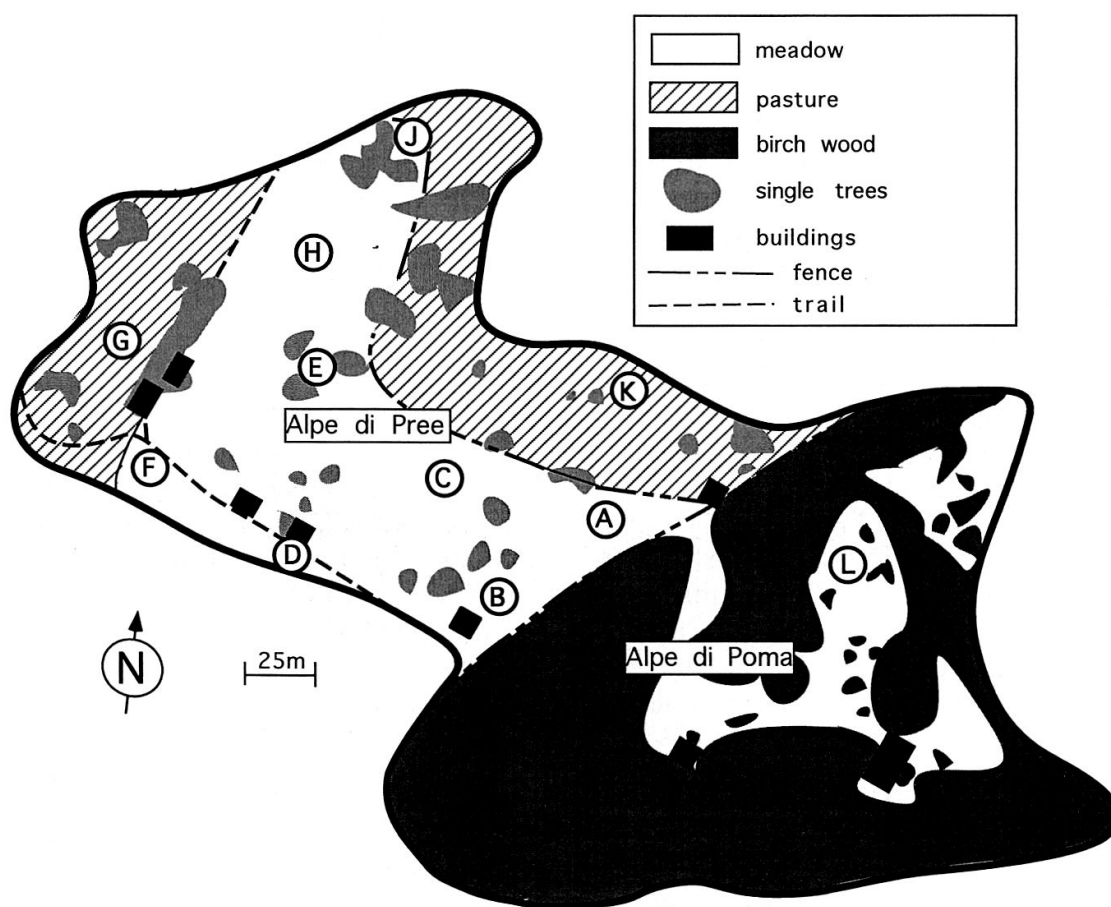 meadow
pasture
birch wood
single trees
buildings
fence
trail
J
H
G
E
K
Alpe di Pree
F
C
A
D
L
B
Alpe di Poma
N
25m